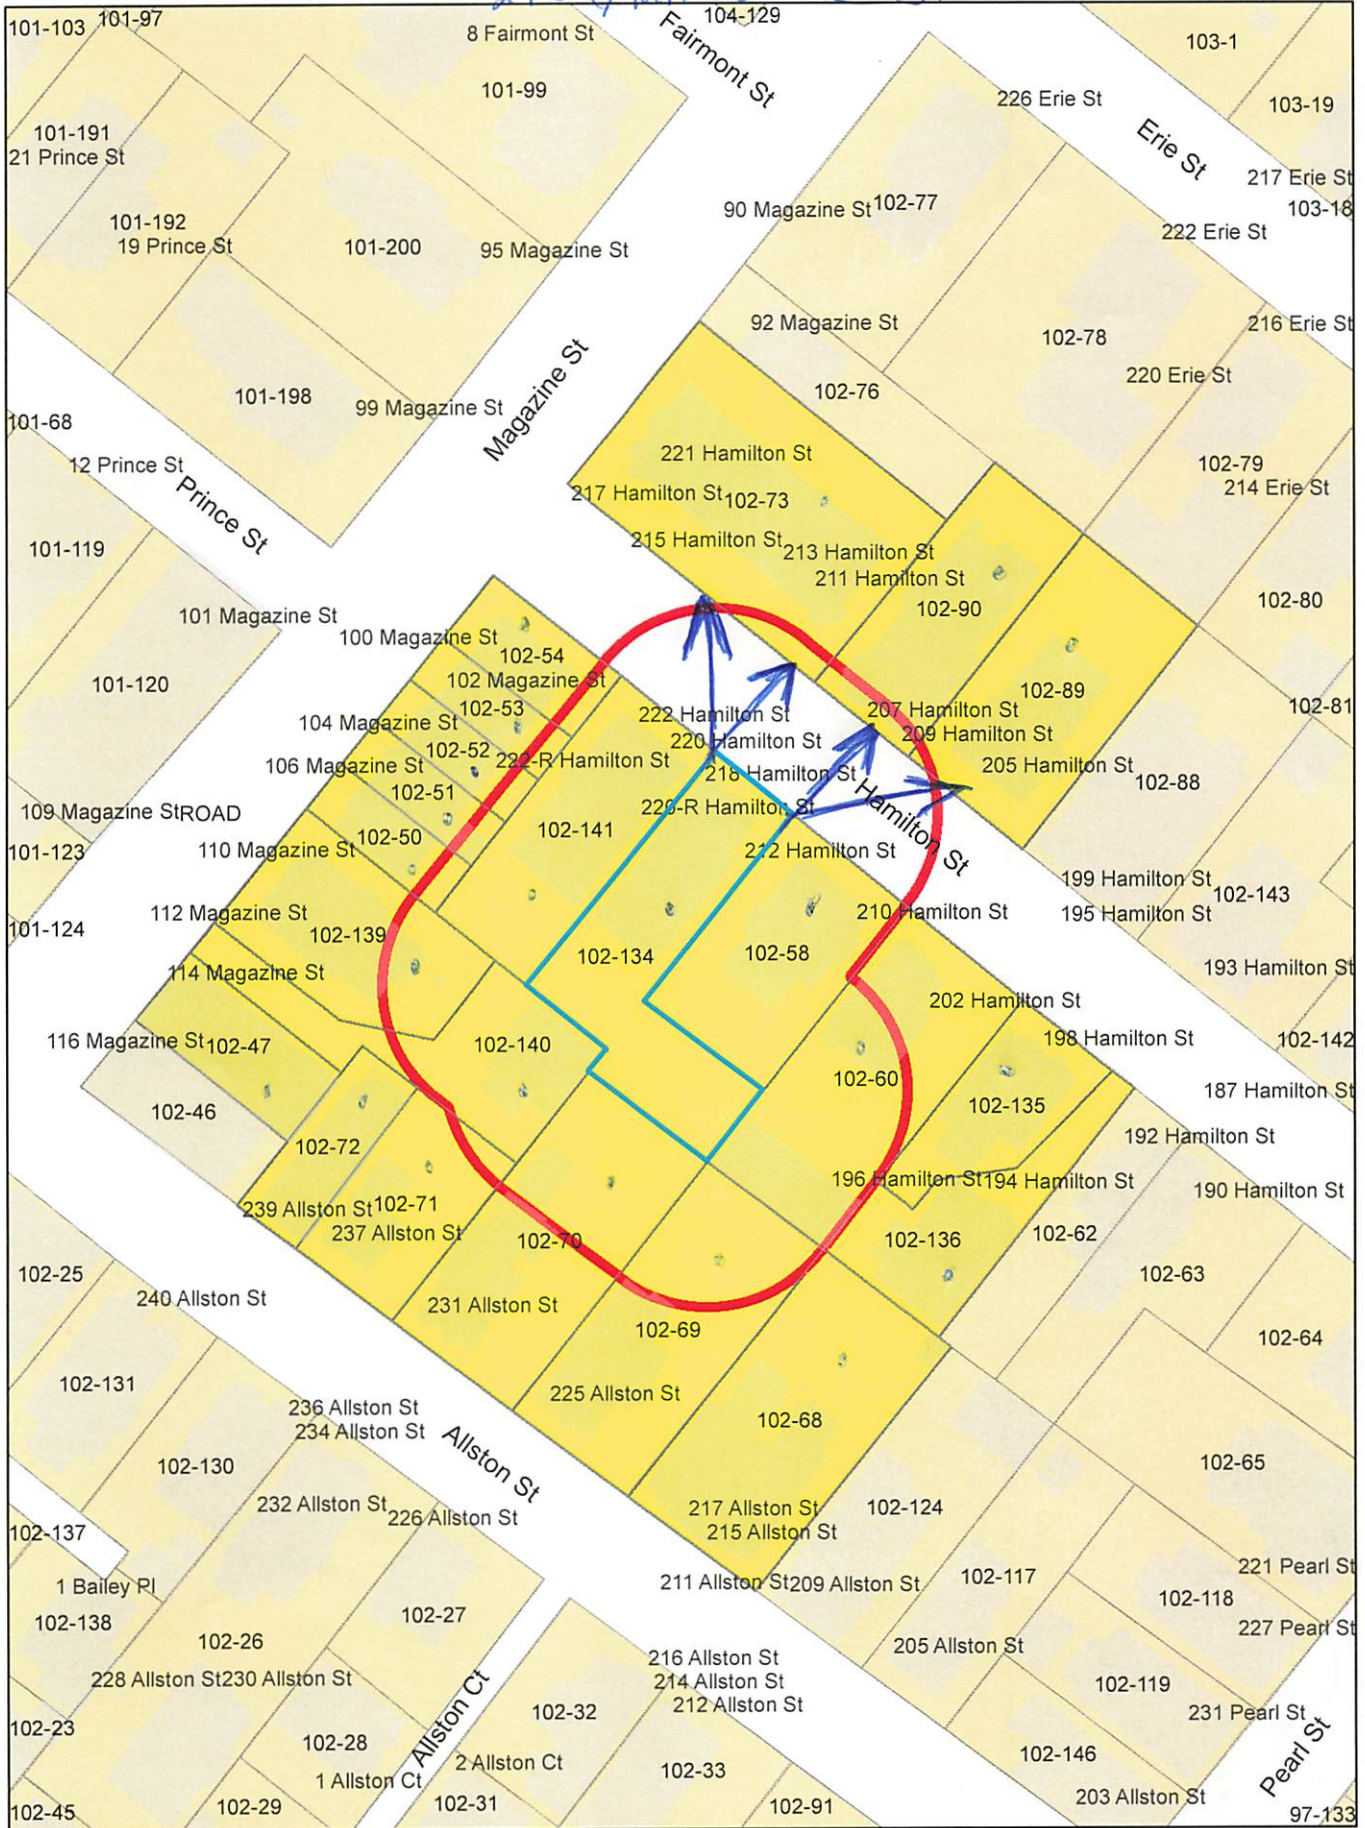 104-129
101-97
101-103
8 Fairmont St
Fairmont St
103-1
101-99
226 Erie St
103-19
Erie St
101-191
21 Prince St
217 Erie St
103-18
90 Magazine St
102-77
101-192
19 Prince St
101-200
95 Magazine St
222 Erie St
92 Magazine St
216 Erie St
102-78
220 Erie St
101-198
99 Magazine St
102-76
Magazine St
101-68
12 Prince St
Prince St
221 Hamilton St
217 Hamilton St
102-73
102-79
214 Erie St
101-119
215 Hamilton St
213 Hamilton St
211 Hamilton St
102-90
102-80
101 Magazine St
100 Magazine St
102-54
101-120
102 Magazine St
102-53
102-89
102-81
104 Magazine St
102-52
222 Hamilton St
207 Hamilton St
220 Hamilton St
209 Hamilton St
106 Magazine St
222-R Hamilton St
218 Hamilton St
205 Hamilton St
102-88
102-51
220-R Hamilton St
Hamilton St
109 Magazine St
ROAD
102-50
102-141
101-123
110 Magazine St
212 Hamilton St
199 Hamilton St
102-143
112 Magazine St
210 Hamilton St
195 Hamilton St
101-124
102-139
102-134
102-58
114 Magazine St
193 Hamilton St
202 Hamilton St
116 Magazine St
102-47
102-140
198 Hamilton St
102-142
102-60
187 Hamilton St
102-46
102-135
102-72
192 Hamilton St
196 Hamilton St
194 Hamilton St
190 Hamilton St
239 Allston St
102-71
237 Allston St
102-70
102-136
102-62
102-25
240 Allston St
231 Allston St
102-63
102-69
102-64
102-131
225 Allston St
236 Allston St
234 Allston St
102-68
Allston St
102-130
102-65
232 Allston St
226 Allston St
217 Allston St
215 Allston St
102-124
102-137
1 Bailey Pl
102-138
211 Allston St
209 Allston St
102-117
221 Pearl St
102-118
102-27
227 Pearl St
102-26
205 Allston St
228 Allston St
230 Allston St
216 Allston St
214 Allston St
212 Allston St
102-119
231 Pearl St
102-23
102-32
102-28
Allston Ct
2 Allston Ct
102-33
102-146
Pearl St
1 Allston Ct
203 Allston St
102-45
102-29
102-31
102-91
97-133